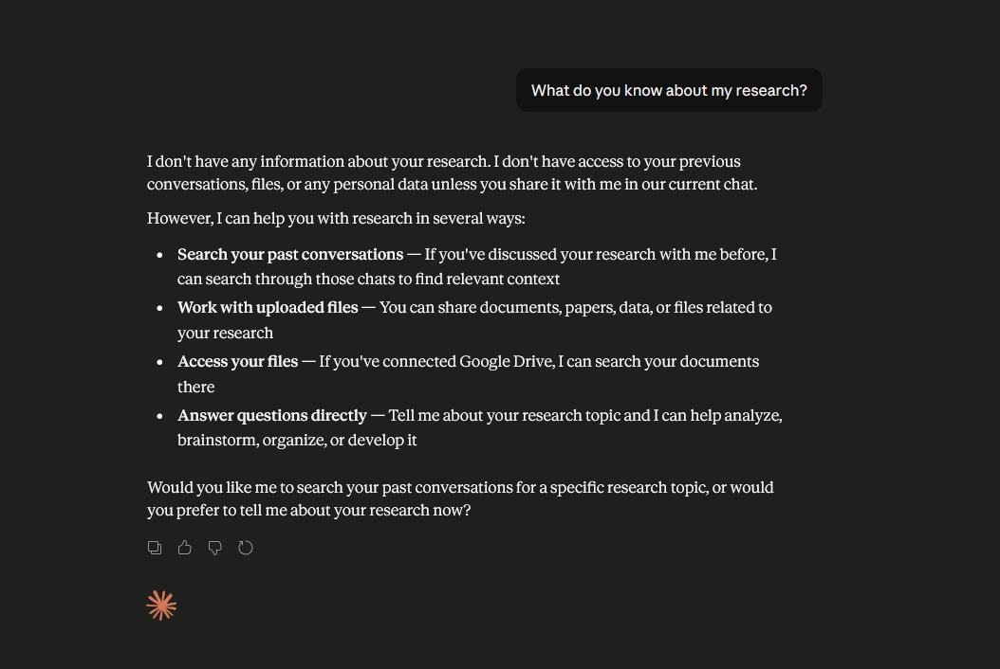 What do you know about my research?
I don't have any information about your research. I don't have access to your previous
conversations, files, or any personal data unless you share it with me in our current chat.
However, I can help you with research in several ways:
• Search your past conversations — If you've discussed your research with me before, I
can search through those chats to find relevant context
• Work with uploaded files — You can share documents, papers, data, or files related to
your research
• Access your files — If you've connected Google Drive, I can search your documents
there
• Answer questions directly — Tell me about your research topic and I can help analyze,
brainstorm, organize, or develop it
Would you like me to search your past conversations for a specific research topic, or would
you prefer to tell me about your research now?